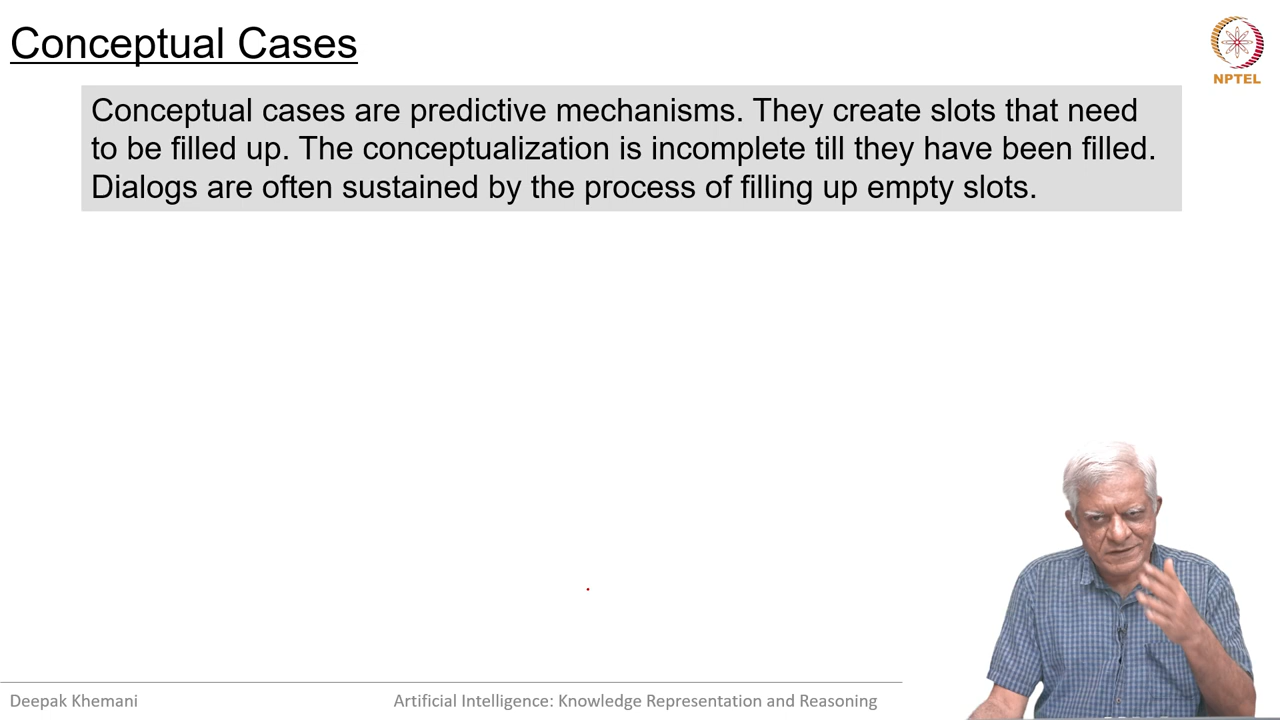 Conceptual Cases
NPTEL
Conceptual cases are predictive mechanisms. They create slots that need
to be filled up. The conceptualization is incomplete till they have been filled.
Dialogs are often sustained by the process of filling up empty slots.
Deepak Khemani
Artificial Intelligence: Knowledge Representation and Reasoning